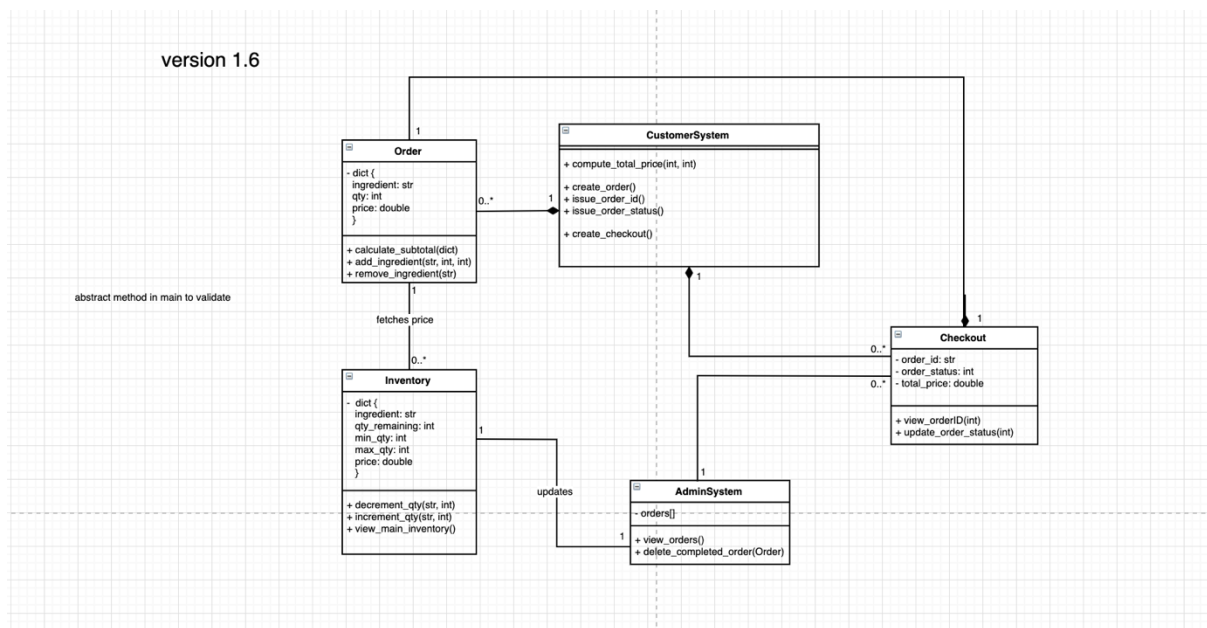 version 1.6
1
Order
- dict {
ingredient: str
qty: int
price: double
}
+ calculate_subtotal(dict)
+ add_ingredient(str, int, int)
+ remove_ingredient(str)
0..*
1
CustomerSystem
+ compute_total_price(int, int)
+ create_order()
+ issue_order_id()
+ issue_order_status()
+ create_checkout()
1
abstract method in main to validate
1
fetches price
0..*
Inventory
- dict {
ingredient: str
qty_remaining: int
min_qty: int
max_qty: int
price: double
}
+ decrement_qty(str, int)
+ increment_qty(str, int)
+ view_main_inventory()
1
updates
1
1
Checkout
- order_id: str
- order_status: int
- total_price: double
+ view_orderID(int)
+ update_order_status(int)
0..*
0..*
1
AdminSystem
- orders[]
+ view_orders()
+ delete_completed_order(Order)